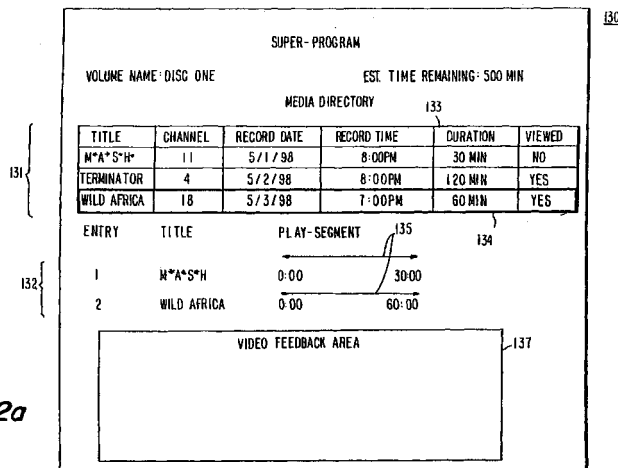 130
SUPER-PROGRAM
VOLUME NAME: DISC ONE EST. TIME REMAINING: 500 MIN
MEDIA DIRECTORY
133
TITLE CHANNEL RECORD DATE RECORD TIME DURATION VIEWED
M*A*S*H* 11 5/1/98 8:00PM 30 MIN NO
131
TERMINATOR 4 5/2/98 8:00PM 120 MIN YES
WILD AFRICA 18 5/3/98 7:00PM 60 MIN YES
134
ENTRY TITLE PLAY-SEGMENT 135
132
1 M*A*S*H 0:00 30:00
2 WILD AFRICA 0:00 60:00
VIDEO FEEDBACK AREA
137
2a